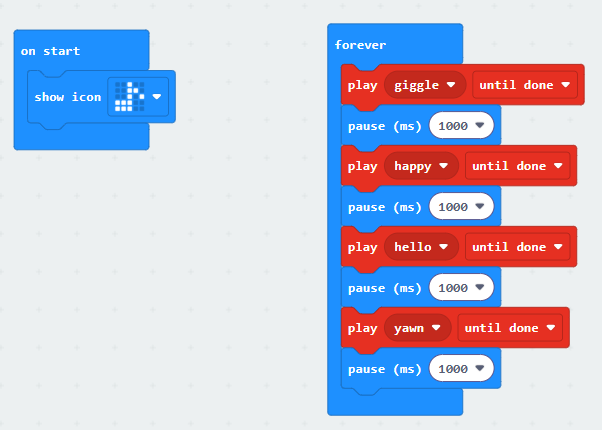 on start
show icon
forever
play giggle until done
pause (ms) 1000
play happy until done
pause (ms) 1000
play hello until done
pause (ms) 1000
play yawn until done
pause (ms) 1000